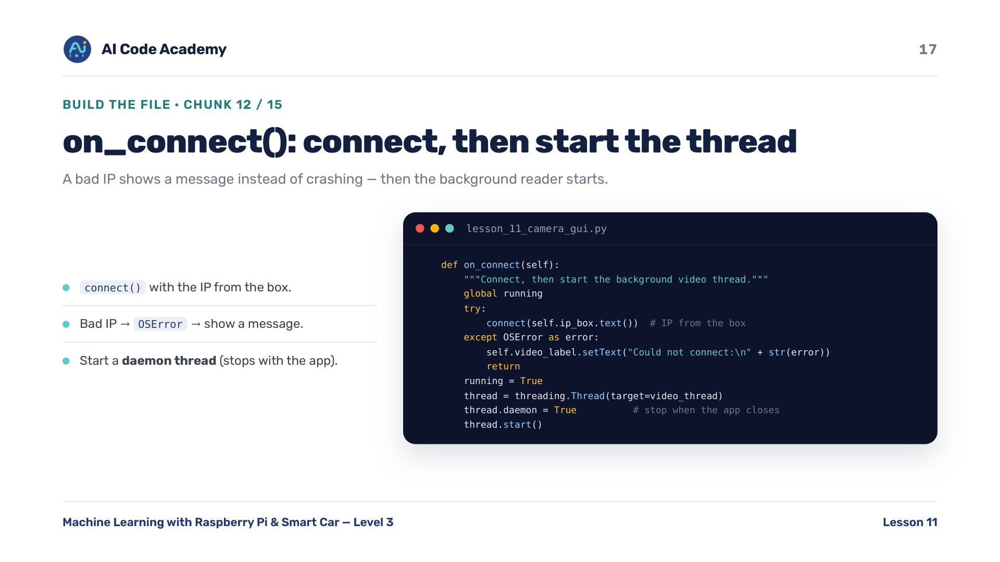 AI Code Academy
17
BUILD THE FILE • CHUNK 12 / 15
on_connect(): connect, then start the thread
A bad IP shows a message instead of crashing — then the background reader starts.
connect() with the IP from the box.
Bad IP → OSError → show a message.
Start a daemon thread (stops with the app).
lesson_11_camera_gui.py
def on_connect(self):
    """Connect, then start the background video thread."""
    global running
    try:
        connect(self.ip_box.text())  # IP from the box
    except OSError as error:
        self.video_label.setText("Could not connect:\n" + str(error))
        return
    running = True
    thread = threading.Thread(target=video_thread)
    thread.daemon = True          # stop when the app closes
    thread.start()
Machine Learning with Raspberry Pi & Smart Car — Level 3
Lesson 11